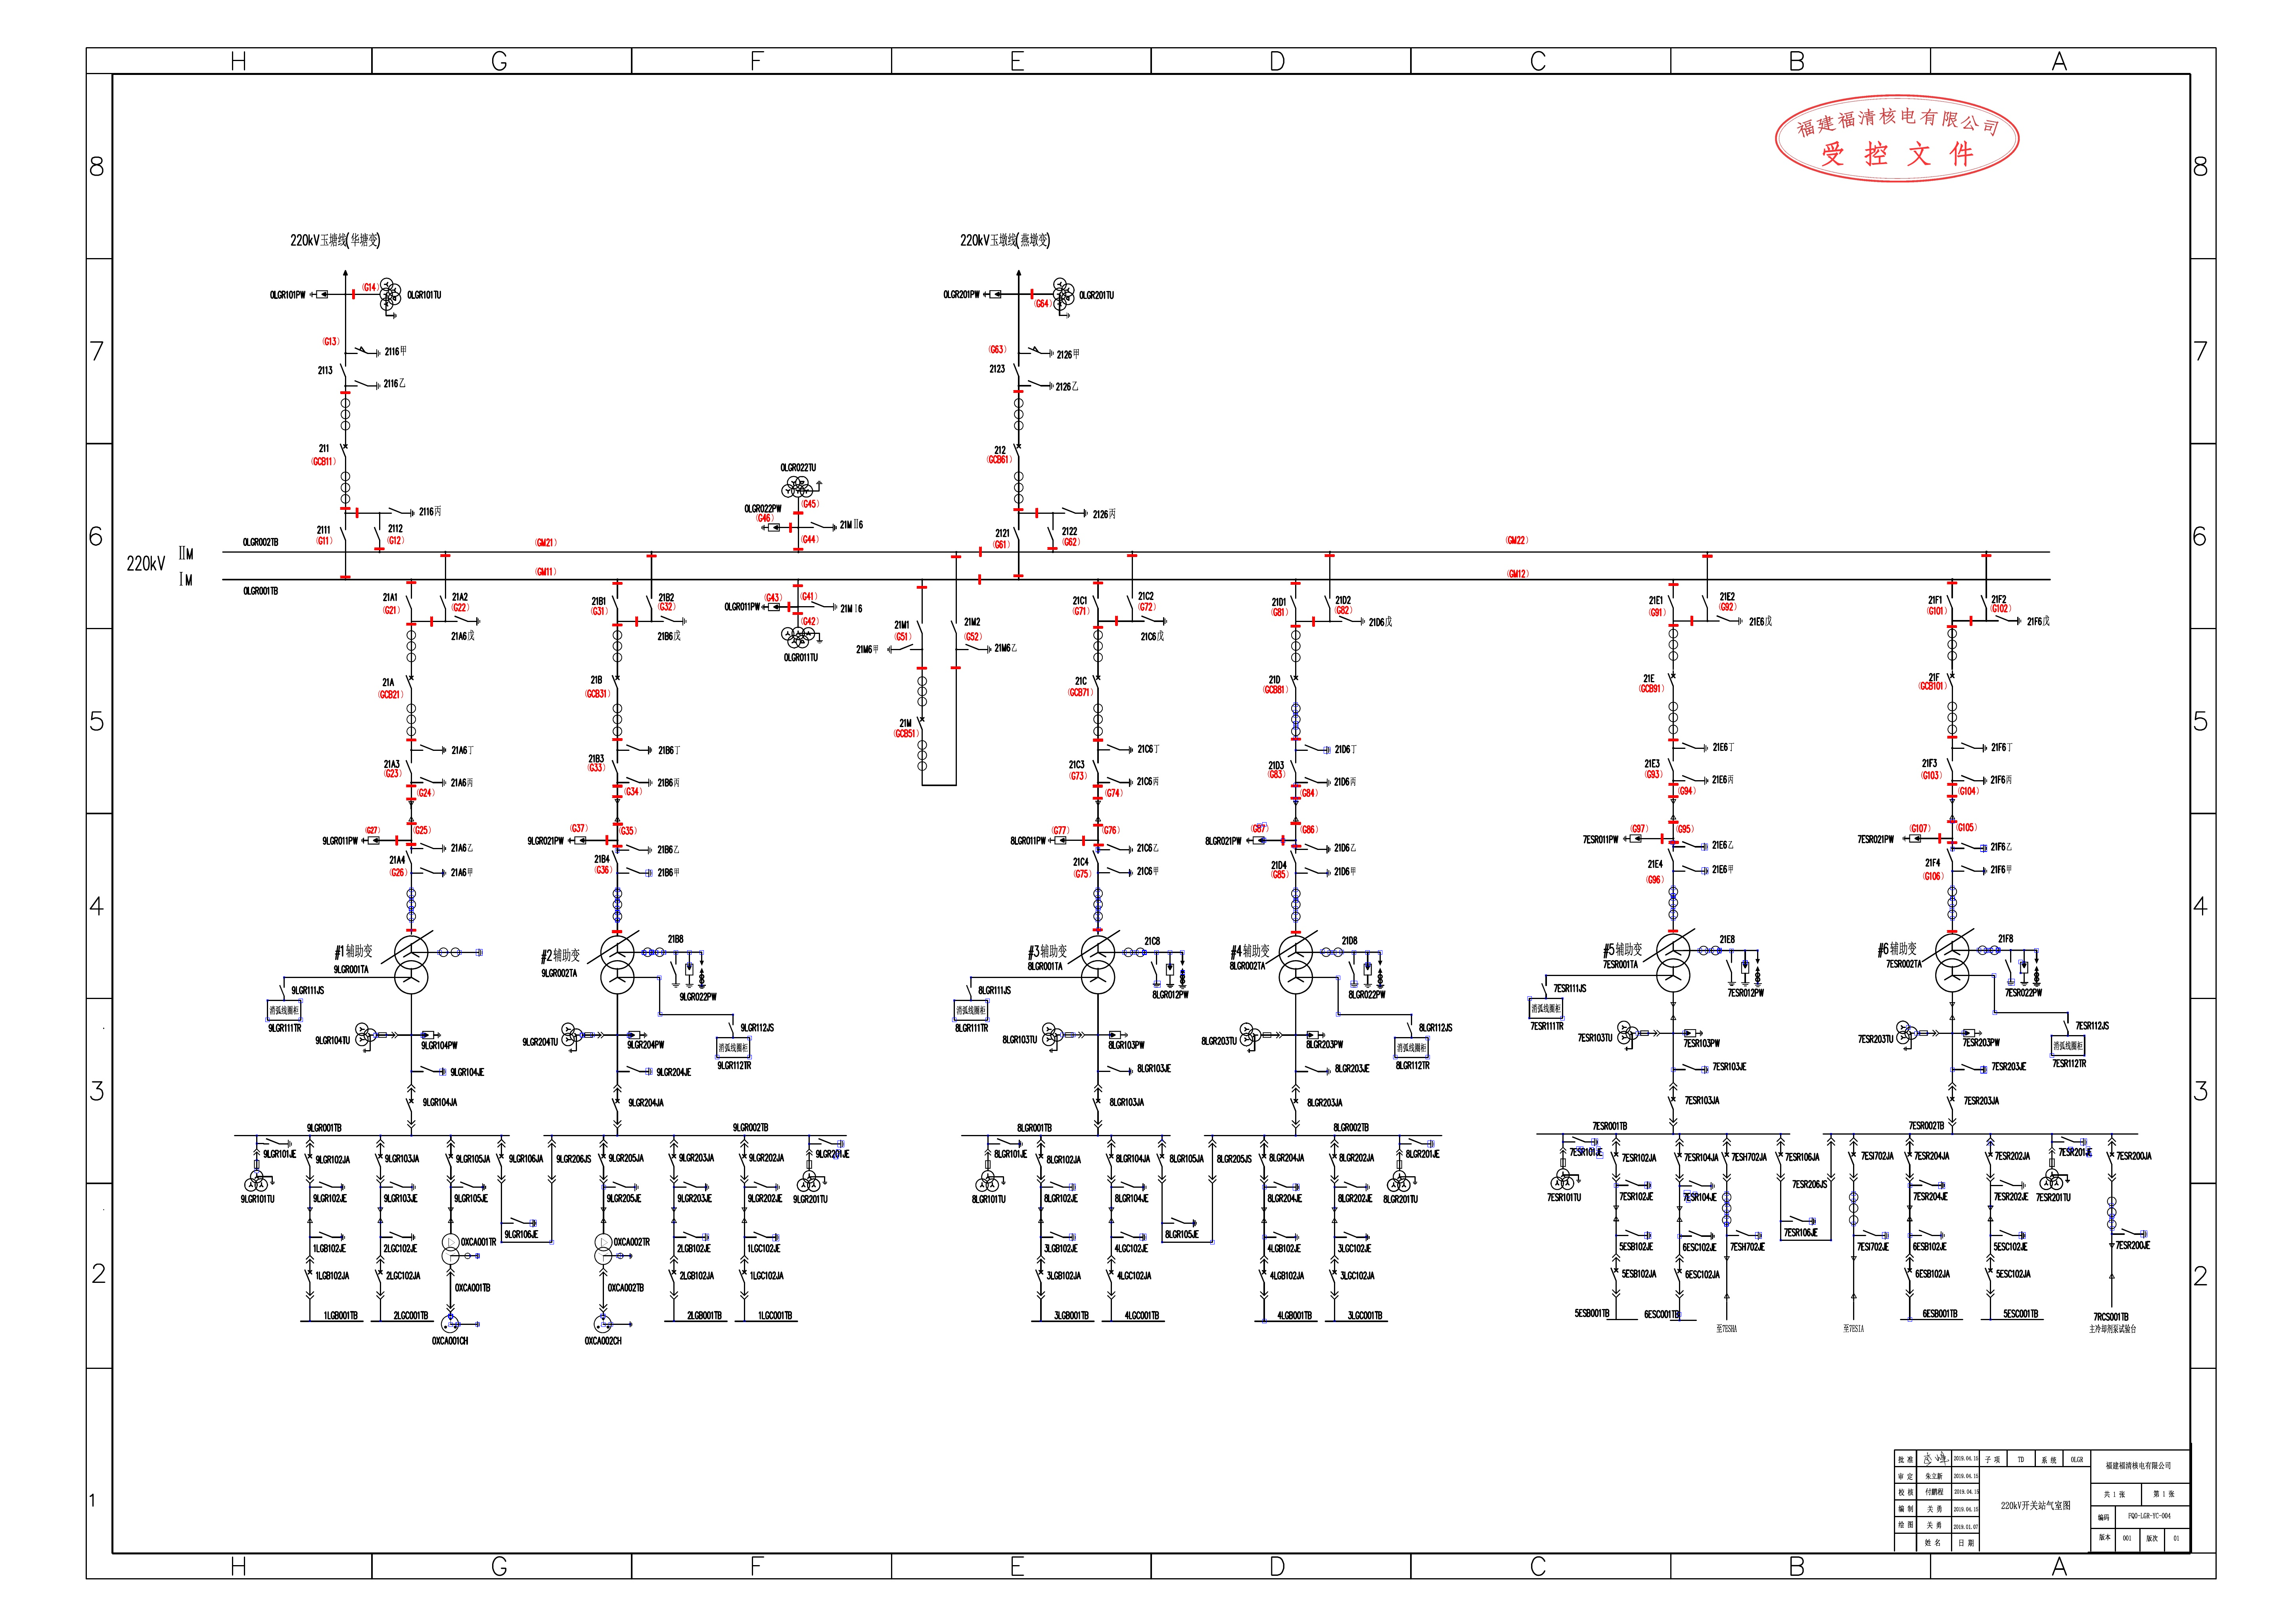 H G F E D C B A
福建福清核电有限公司
受控文件
8 8
220kV玉塘线(华塘变) 220kV玉墩线(燕墩变)
0LGR101PW (G14) 0LGR101TU 0LGR201PW (G64) 0LGR201TU
7 (G13) 2116甲 (G63) 2126甲 7
2113 2116乙 2123 2126乙
211 212
(GCB11) (GCB61)
0LGR022TU
0LGR022PW (G45)
(G46)
2116丙 21MⅡ6 2126丙
2111 2112 2121 2122
(G11) (G12) (G44) (G61) (G62)
6 6
0LGR002TB (GM21) (GM22)
220kV ⅡM
ⅠM (GM11) (GM12)
0LGR001TB
21A1 21A2 21B1 21B2 (G43) (G41) 21C1 21C2 21D1 21D2 21E1 21E2 21F1 21F2
(G21) (G22) (G31) (G32) 0LGR011PW 21MⅠ6 (G71) (G72) (G81) (G82) (G91) (G92) (G101) (G102)
(G42) 21M1 21M2
21A6戊 21B6戊 (G51) (G52) 21C6戊 21D6戊 21E6戊 21F6戊
0LGR011TU 21M6甲 21M6乙
21A 21B 21C 21D 21E 21F
(GCB21) (GCB31) (GCB71) (GCB81) (GCB91) (GCB101)
5 21M 5
(GCB51)
21A6丁 21B6丁 21C6丁 21D6丁 21E6丁 21F6丁
21A3 21B3 21C3 21D3 21E3 21F3
(G23) (G33) (G73) (G83) (G93) (G103)
21A6丙 21B6丙 21C6丙 21D6丙 21E6丙 21F6丙
(G24) (G34) (G74) (G84) (G94) (G104)
(G27) (G25) (G37) (G35) (G77) (G76) (G87) (G86) (G97) (G95) (G107) (G105)
9LGR011PW 9LGR021PW 8LGR011PW 8LGR021PW 7ESR011PW 7ESR021PW
21A6乙 21B6乙 21C6乙 21D6乙 21E6乙 21F6乙
21A4 21B4 21C4 21D4 21E4 21F4
(G26) (G36) (G75) (G85) (G96) (G106)
21A6甲 21B6甲 21C6甲 21D6甲 21E6甲 21F6甲
4 4
21B8 21C8 21D8 21E8 21F8
#1辅助变 #2辅助变 #3辅助变 #4辅助变 #5辅助变 #6辅助变
9LGR001TA 9LGR002TA 8LGR001TA 8LGR002TA 7ESR001TA 7ESR002TA
9LGR111JS 9LGR022PW 8LGR111JS 8LGR012PW 8LGR022PW 7ESR111JS 7ESR012PW 7ESR022PW
消弧线圈柜 消弧线圈柜 消弧线圈柜
9LGR111TR 8LGR111TR 7ESR111TR
9LGR112JS 8LGR112JS 7ESR112JS
9LGR104TU 9LGR104PW 9LGR204TU 9LGR204PW 8LGR103TU 8LGR103PW 8LGR203TU 8LGR203PW 7ESR103TU 7ESR103PW 7ESR203TU 7ESR203PW
消弧线圈柜 消弧线圈柜 消弧线圈柜
9LGR112TR 8LGR112TR 7ESR112TR
9LGR104JE 9LGR204JE 8LGR103JE 8LGR203JE 7ESR103JE 7ESR203JE
3 3
9LGR104JA 9LGR204JA 8LGR103JA 8LGR203JA 7ESR103JA 7ESR203JA
9LGR001TB 9LGR002TB 8LGR001TB 8LGR002TB 7ESR001TB 7ESR002TB
9LGR101JE 9LGR102JA 9LGR103JA 9LGR105JA 9LGR106JA 9LGR206JS 9LGR205JA 9LGR203JA 9LGR202JA 9LGR201JE
8LGR101JE 8LGR102JA 8LGR104JA 8LGR105JA 8LGR205JS 8LGR204JA 8LGR202JA 8LGR201JE
7ESR101JE 7ESR102JA 7ESR104JA 7ESH702JA 7ESR106JA 7ESI702JA 7ESR204JA 7ESR202JA 7ESR201JE 7ESR200JA
9LGR101TU 9LGR102JE 9LGR103JE 9LGR105JE 9LGR205JE 9LGR203JE 9LGR202JE 9LGR201TU
8LGR101TU 8LGR102JE 8LGR104JE 8LGR204JE 8LGR202JE 8LGR201TU
7ESR101TU 7ESR102JE 7ESR104JE 7ESR206JS 7ESR204JE 7ESR202JE 7ESR201TU
9LGR106JE 8LGR105JE 7ESR106JE
1LGB102JE 2LGC102JE 0XCA001TR 0XCA002TR 2LGB102JE 1LGC102JE 3LGB102JE 4LGC102JE 4LGB102JE 3LGC102JE 5ESB102JE 6ESC102JE 7ESH702JE 7ESI702JE 6ESB102JE 5ESC102JE 7ESR200JE
2 2
1LGB102JA 2LGC102JA 0XCA001TB 0XCA002TB 2LGB102JA 1LGC102JA 3LGB102JA 4LGC102JA 4LGB102JA 3LGC102JA 5ESB102JA 6ESC102JA 6ESB102JA 5ESC102JA
1LGB001TB 2LGC001TB 2LGB001TB 1LGC001TB 3LGB001TB 4LGC001TB 4LGB001TB 3LGC001TB 5ESB001TB 6ESC001TB 6ESB001TB 5ESC001TB 7RCS001TB
0XCA001CH 0XCA002CH 至7ESHA 至7ESIA 主冷却剂泵试验台
1 1
批准 2019.04.15 子项 TD 系统 0LGR 福建福清核电有限公司
审定 朱立新 2019.04.15
校核 付鹏程 2019.04.15 共 1 张 第 1 张
编制 关勇 2019.04.15 220kV开关站气室图
编码 FQ0-LGR-YC-004
绘图 关勇 2019.01.07
版本 001 版次 01
姓名 日期
H G F E D C B A